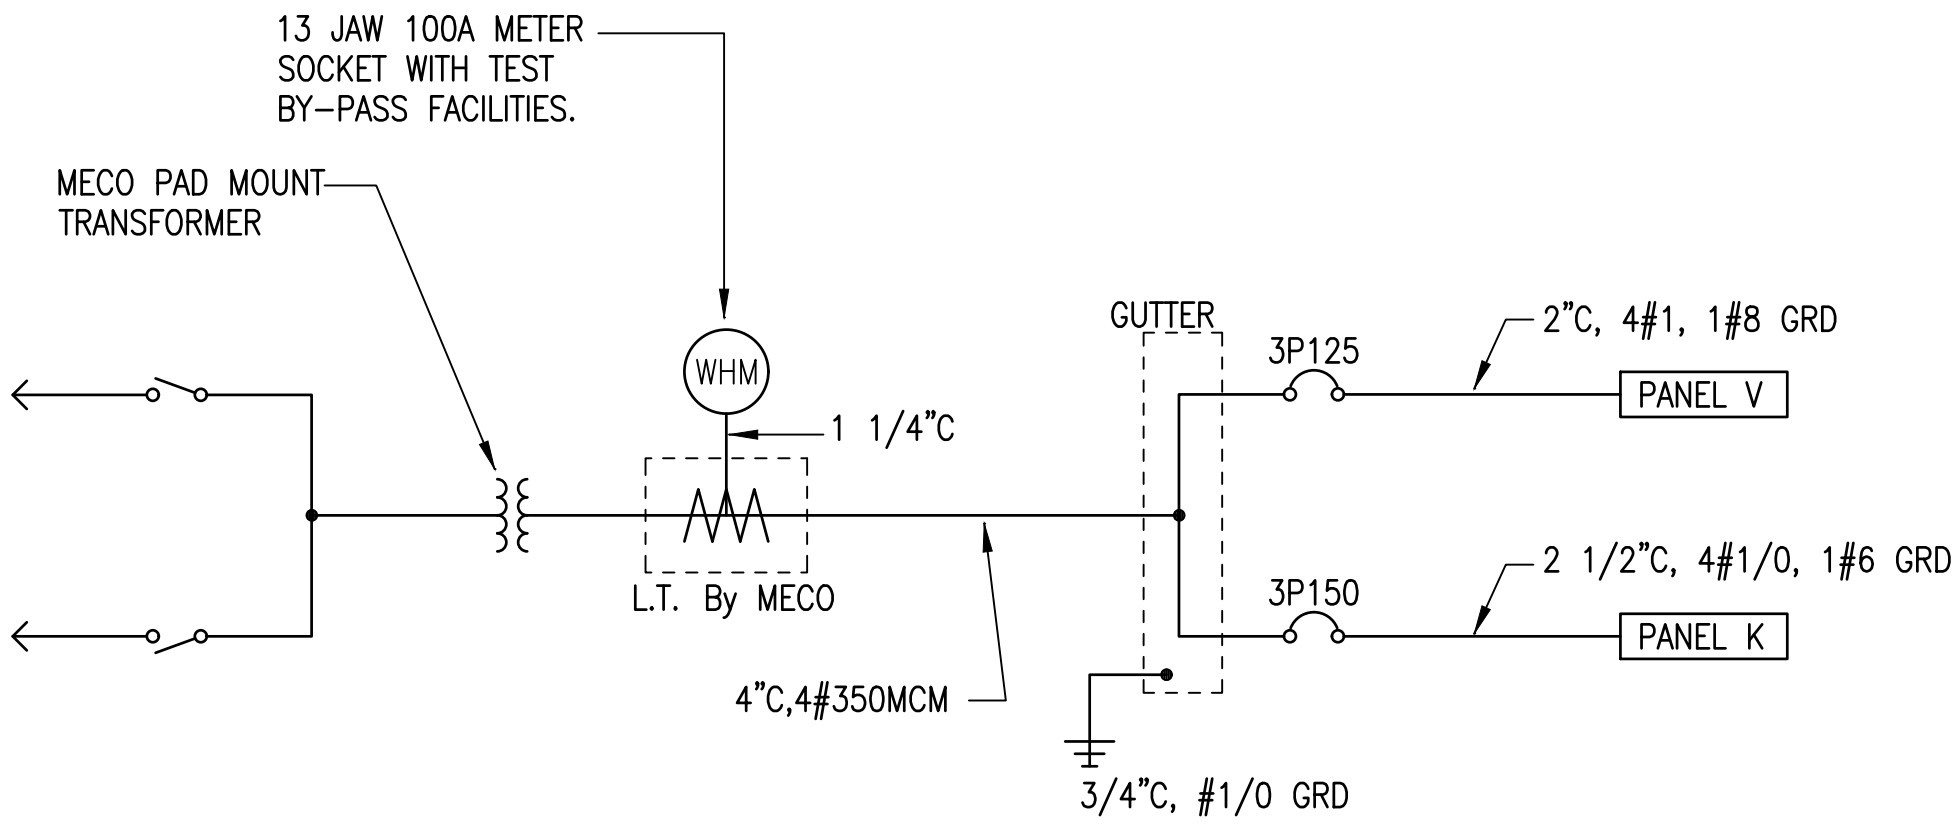 13 JAW 100A METER
SOCKET WITH TEST
BY-PASS FACILITIES.
MECO PAD MOUNT
TRANSFORMER
GUTTER
2"C, 4#1, 1#8 GRD
3P125
WHM
PANEL V
1 1/4"C
2 1/2"C, 4#1/0, 1#6 GRD
L.T. By MECO
3P150
PANEL K
4"C,4#350MCM
3/4"C, #1/0 GRD